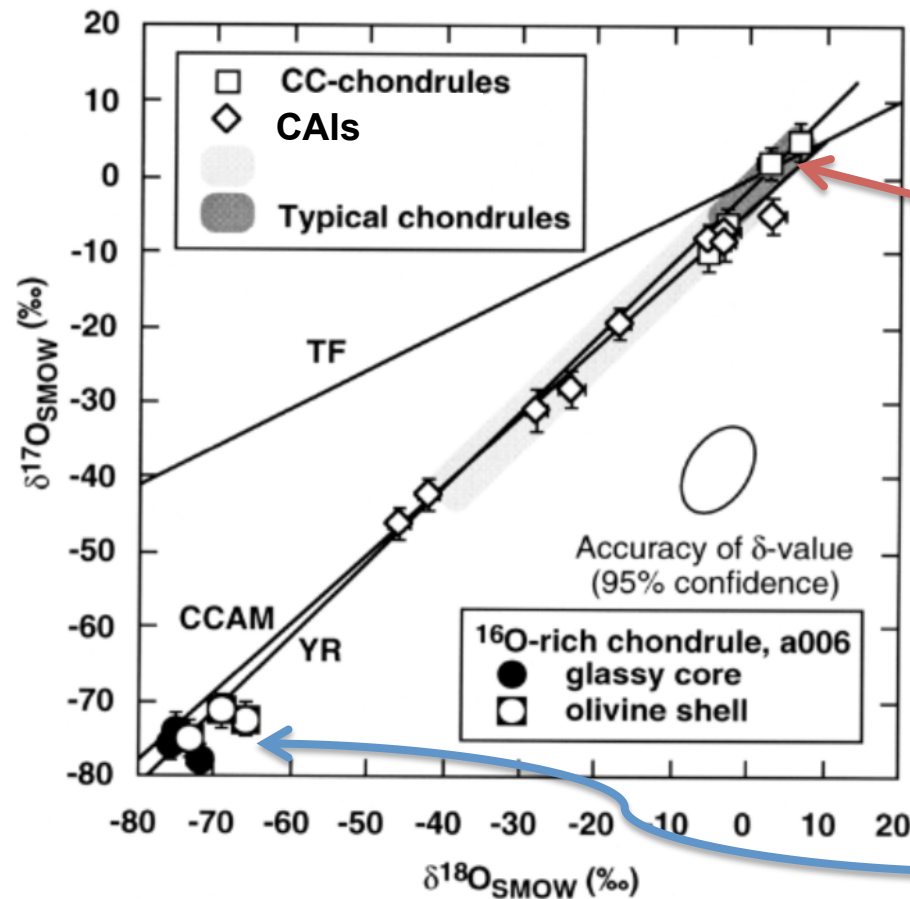 20
10
0
-10
-20
-30
-40
-50
-60
-70
-80
δ¹⁷O_SMOW (‰)
CC-chondrules
CAIs
Typical chondrules
TF
Accuracy of δ-value
(95% confidence)
CCAM
YR
¹⁶O-rich chondrule, a006
glassy core
olivine shell
-80 -70 -60 -50 -40 -30 -20 -10 0 10 20
δ¹⁸O_SMOW (‰)